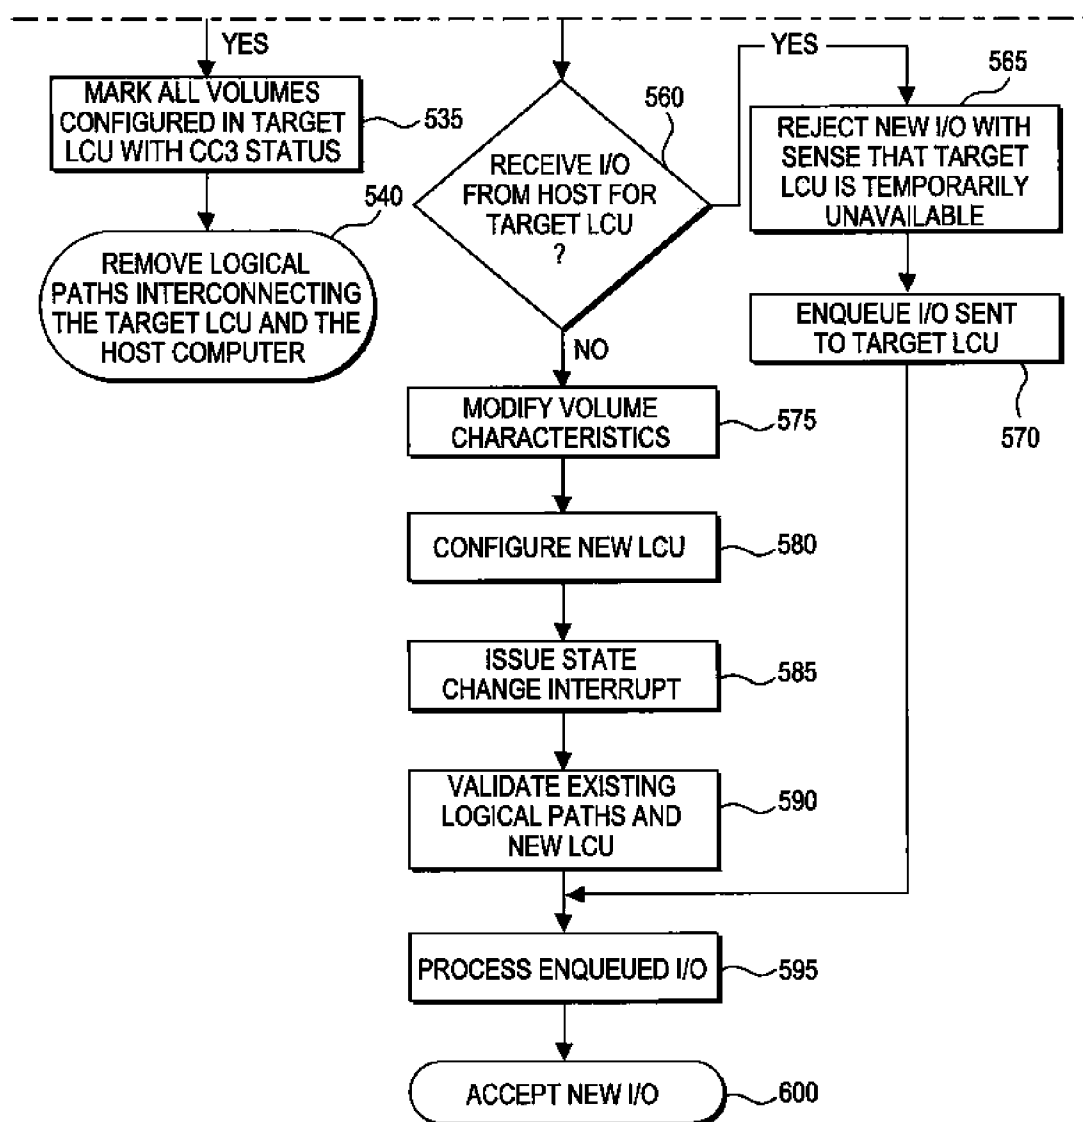 YES
MARK ALL VOLUMES
CONFIGURED IN TARGET
LCU WITH CC3 STATUS
535
540
REMOVE LOGICAL
PATHS INTERCONNECTING
THE TARGET LCU AND THE
HOST COMPUTER
560
RECEIVE I/O
FROM HOST FOR
TARGET LCU
?
YES
565
REJECT NEW I/O WITH
SENSE THAT TARGET
LCU IS TEMPORARILY
UNAVAILABLE
ENQUEUE I/O SENT
TO TARGET LCU
570
NO
MODIFY VOLUME
CHARACTERISTICS
575
CONFIGURE NEW LCU
580
ISSUE STATE
CHANGE INTERRUPT
585
VALIDATE EXISTING
LOGICAL PATHS AND
NEW LCU
590
PROCESS ENQUEUED I/O
595
ACCEPT NEW I/O
600